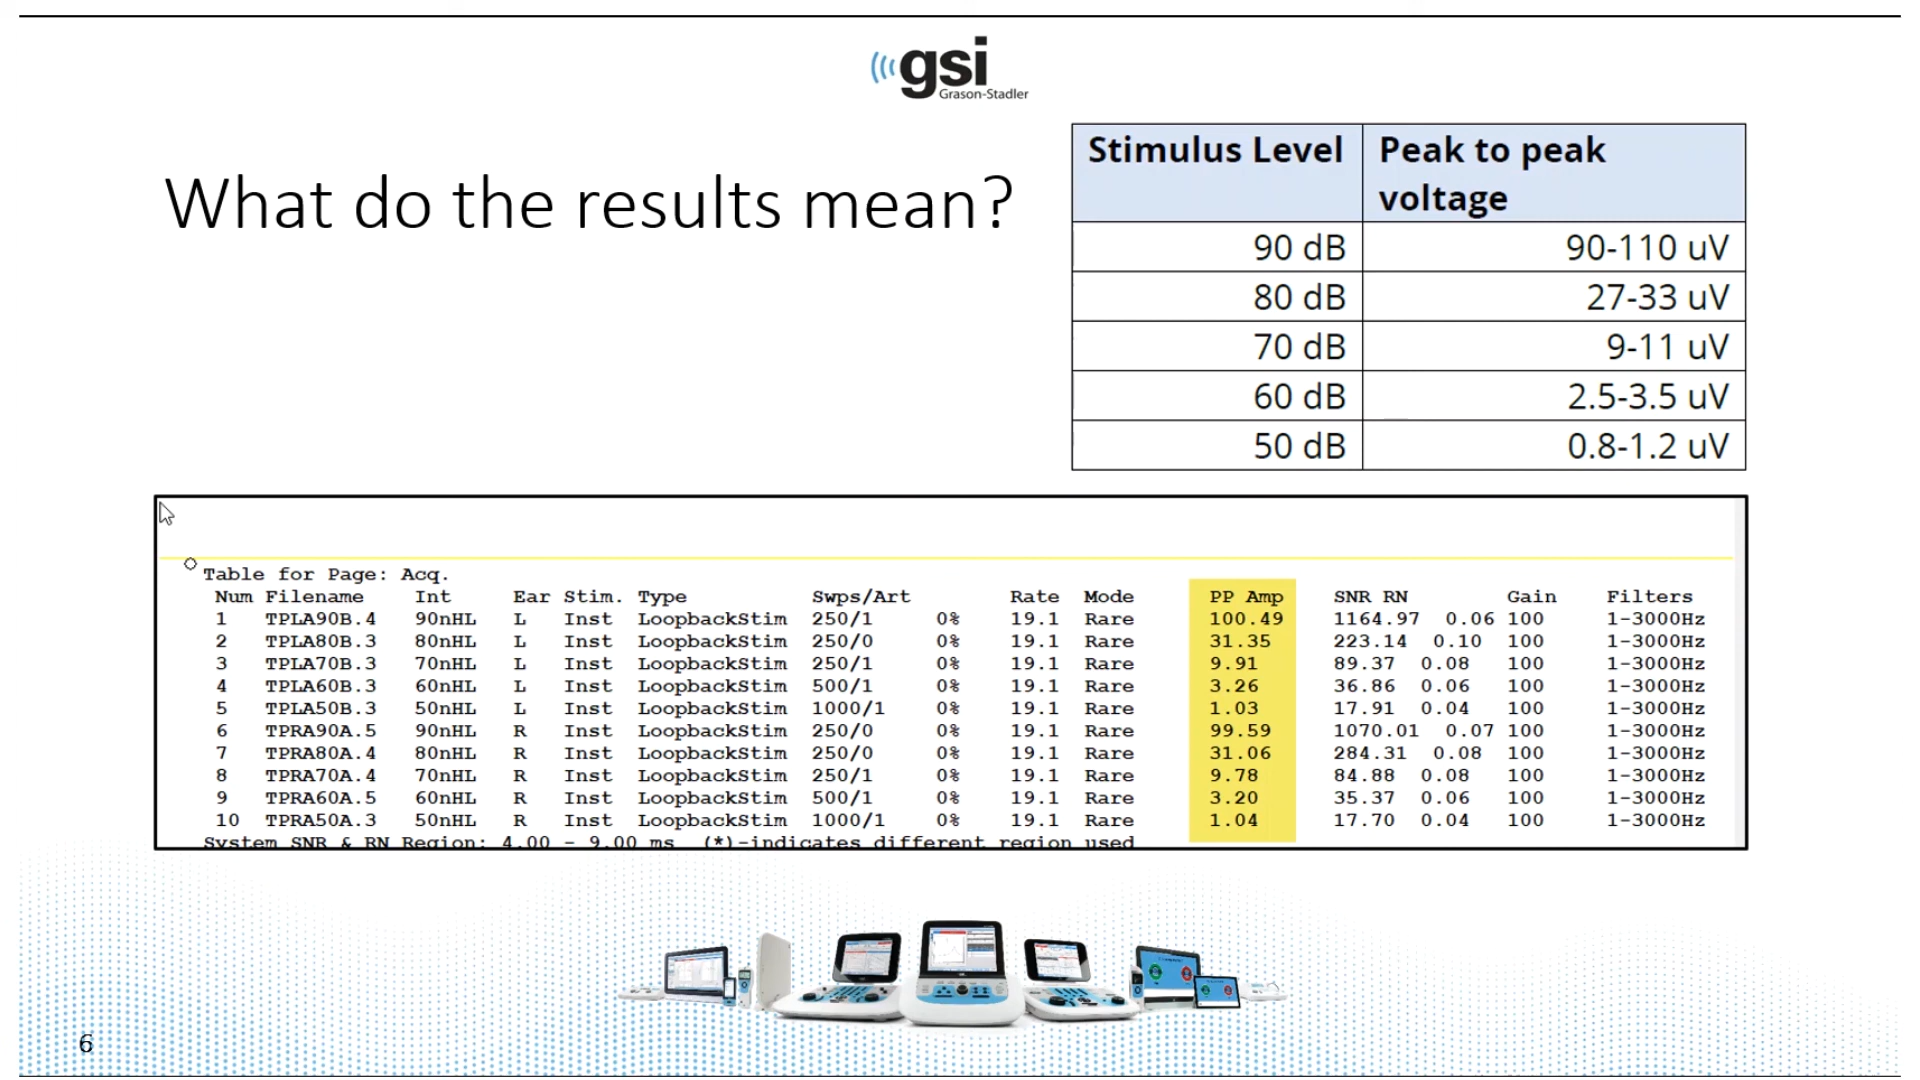 gsi
Grason-Stadler
What do the results mean?
Stimulus Level Peak to peak voltage
90 dB 90-110 uV
80 dB 27-33 uV
70 dB 9-11 uV
60 dB 2.5-3.5 uV
50 dB 0.8-1.2 uV
Table for Page: Acq.
Num Filename Int Ear Stim. Type Swps/Art Rate Mode PP Amp SNR RN Gain Filters
1 TPLA90B.4 90nHL L Inst LoopbackStim 250/1 0% 19.1 Rare 100.49 1164.97 0.06 100 1-3000Hz
2 TPLA80B.3 80nHL L Inst LoopbackStim 250/0 0% 19.1 Rare 31.35 223.14 0.10 100 1-3000Hz
3 TPLA70B.3 70nHL L Inst LoopbackStim 250/1 0% 19.1 Rare 9.91 89.37 0.08 100 1-3000Hz
4 TPLA60B.3 60nHL L Inst LoopbackStim 500/1 0% 19.1 Rare 3.26 36.86 0.06 100 1-3000Hz
5 TPLA50B.3 50nHL L Inst LoopbackStim 1000/1 0% 19.1 Rare 1.03 17.91 0.04 100 1-3000Hz
6 TPRA90A.5 90nHL R Inst LoopbackStim 250/0 0% 19.1 Rare 99.59 1070.01 0.07 100 1-3000Hz
7 TPRA80A.4 80nHL R Inst LoopbackStim 250/0 0% 19.1 Rare 31.06 284.31 0.08 100 1-3000Hz
8 TPRA70A.4 70nHL R Inst LoopbackStim 250/1 0% 19.1 Rare 9.78 84.88 0.08 100 1-3000Hz
9 TPRA60A.5 60nHL R Inst LoopbackStim 500/1 0% 19.1 Rare 3.20 35.37 0.06 100 1-3000Hz
10 TPRA50A.3 50nHL R Inst LoopbackStim 1000/1 0% 19.1 Rare 1.04 17.70 0.04 100 1-3000Hz
System SNR & RN Region: 4.00 - 9.00 ms (*)-indicates different region used
6